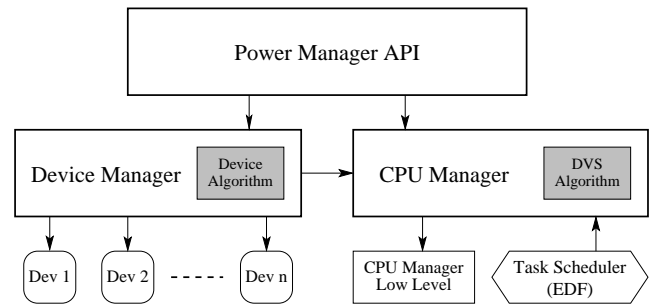 Power Manager API
Device Manager
Device
Algorithm
CPU Manager
DVS
Algorithm
Dev 1
Dev 2
Dev n
CPU Manager
Low Level
Task Scheduler
(EDF)